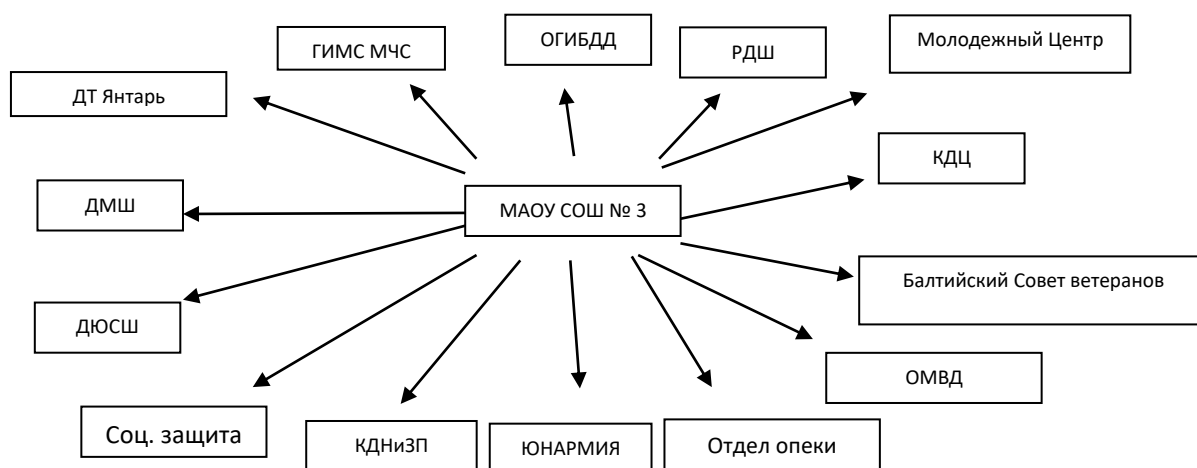 ГИМС МЧС
ОГИБДД
РДШ
Молодежный Центр
ДТ Янтарь
КДЦ
ДМШ
МАОУ СОШ № 3
Балтийский Совет ветеранов
ДЮСШ
ОМВД
Соц. защита
КДНиЗП
ЮНАРМИЯ
Отдел опеки